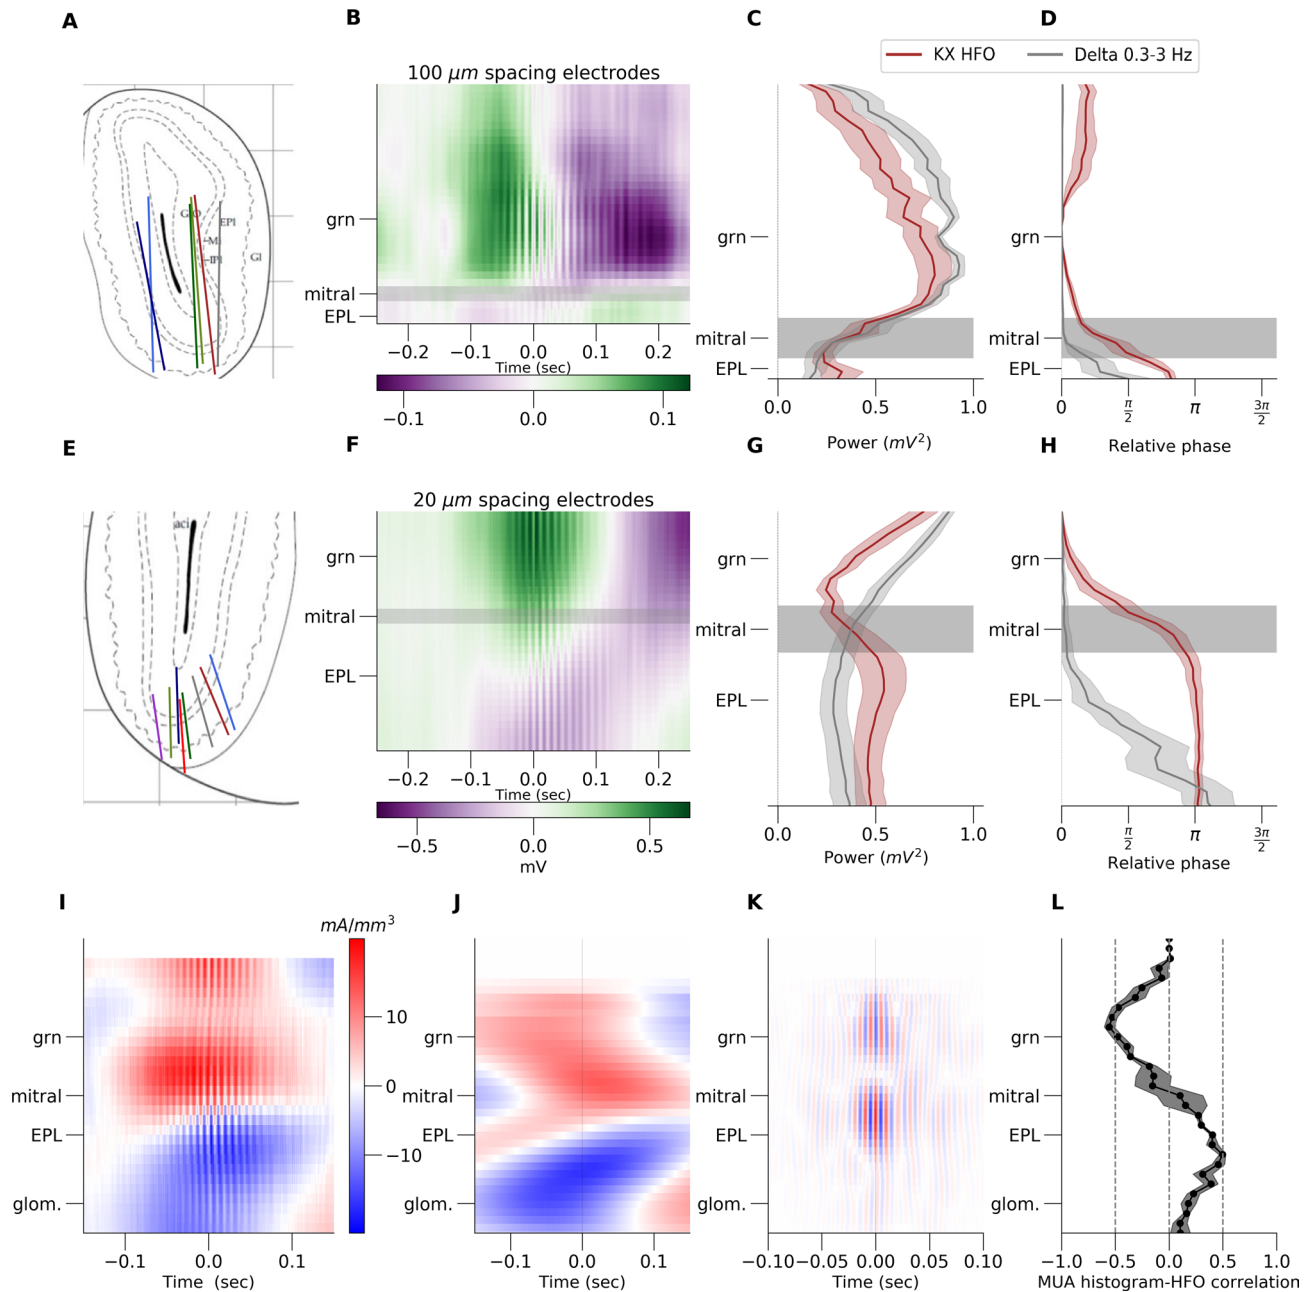 A
B
C
D
KX HFO
Delta 0.3-3 Hz
100 μm spacing electrodes
EPl
Gl
grn
mitral
EPL
−0.2
−0.1
0.0
0.1
0.2
Time (sec)
−0.1
0.0
0.1
grn
mitral
EPL
0.0
0.5
1.0
Power (mV²)
grn
mitral
EPL
0
π/2
π
3π/2
Relative phase
E
F
G
H
20 μm spacing electrodes
aci
grn
mitral
EPL
−0.2
−0.1
0.0
0.1
0.2
Time (sec)
−0.5
0.0
0.5
mV
grn
mitral
EPL
0.0
0.5
1.0
Power (mV²)
grn
mitral
EPL
0
π/2
π
3π/2
Relative phase
I
J
K
L
mA/mm³
10
0
−10
grn
mitral
EPL
glom.
−0.1
0.0
0.1
Time (sec)
grn
mitral
EPL
glom.
−0.1
0.0
0.1
Time (sec)
grn
mitral
EPL
glom.
−0.10
−0.05
0.00
0.05
0.10
Time (sec)
grn
mitral
EPL
glom.
−1.0
−0.5
0.0
0.5
1.0
MUA histogram-HFO correlation